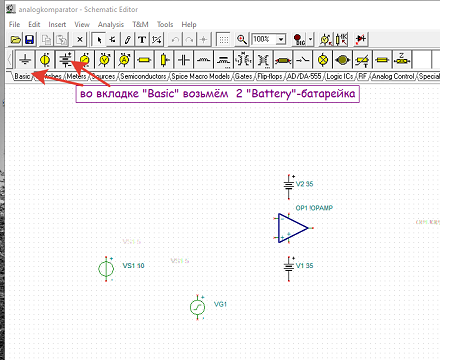 analogkomparator - Schematic Editor
File Edit Insert View Analysis T&M Tools Help
100%
Basic Meters Sources Semiconductors Spice Macro Models Gates Flip-flops AD/DA-555 Logic ICs RF Analog Control Special
во вкладке "Basic" возьмём 2 "Battery"-батарейка
V2 35
OP1 !OPAMP
VS1 10
V1 35
VG1